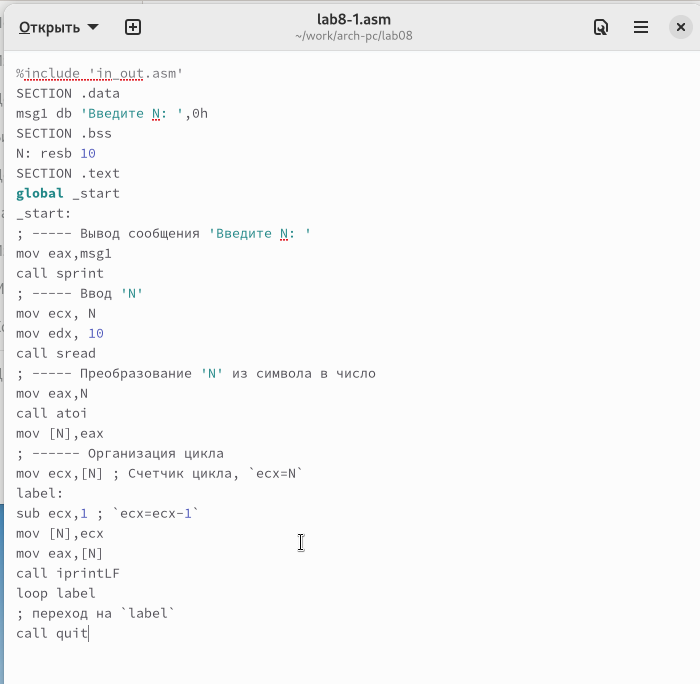 Открыть
lab8-1.asm
~/work/arch-pc/lab08
%include 'in_out.asm'
SECTION .data
msg1 db 'Введите N: ',0h
SECTION .bss
N: resb 10
SECTION .text
global _start
_start:
; ----- Вывод сообщения 'Введите N: '
mov eax,msg1
call sprint
; ----- Ввод 'N'
mov ecx, N
mov edx, 10
call sread
; ----- Преобразование 'N' из символа в число
mov eax,N
call atoi
mov [N],eax
; ------ Организация цикла
mov ecx,[N] ; Счетчик цикла, `ecx=N`
label:
sub ecx,1 ; `ecx=ecx-1`
mov [N],ecx
mov eax,[N]
call iprintLF
loop label
; переход на `label`
call quit